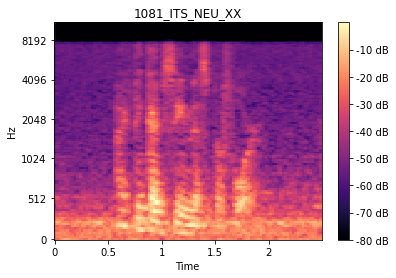 1081_ITS_NEU_XX
Hz
8192
4096
2048
1024
512
0
0 0.5 1 1.5 2
Time
-10 dB
-20 dB
-30 dB
-40 dB
-50 dB
-60 dB
-70 dB
-80 dB